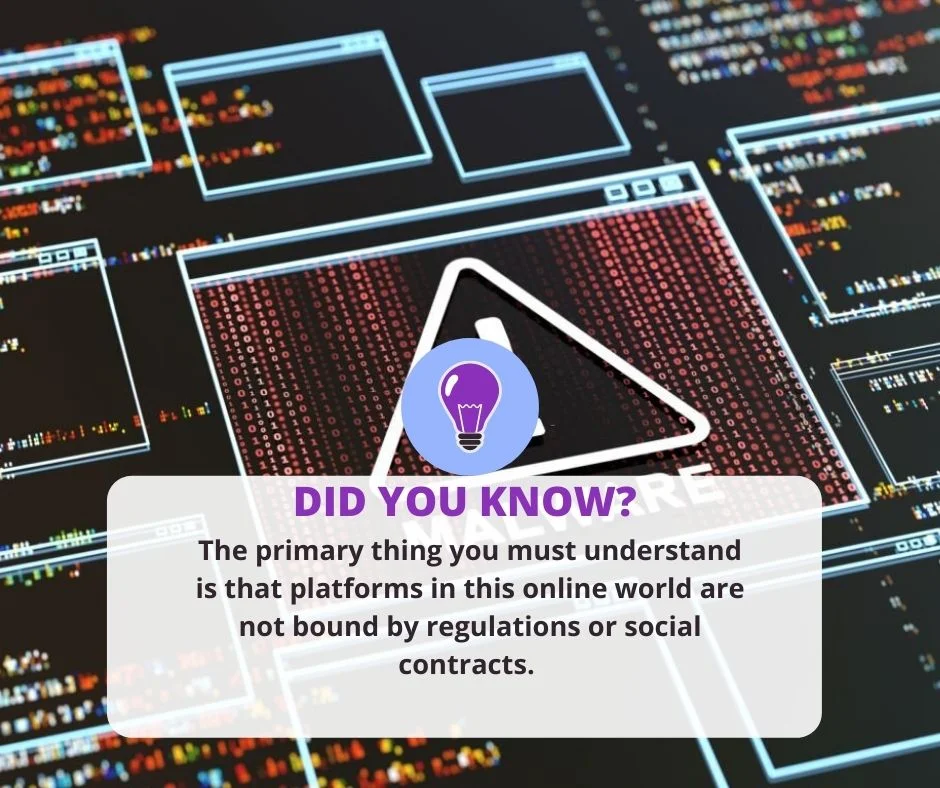 MALWARE
DID YOU KNOW?
The primary thing you must understand
is that platforms in this online world are
not bound by regulations or social
contracts.